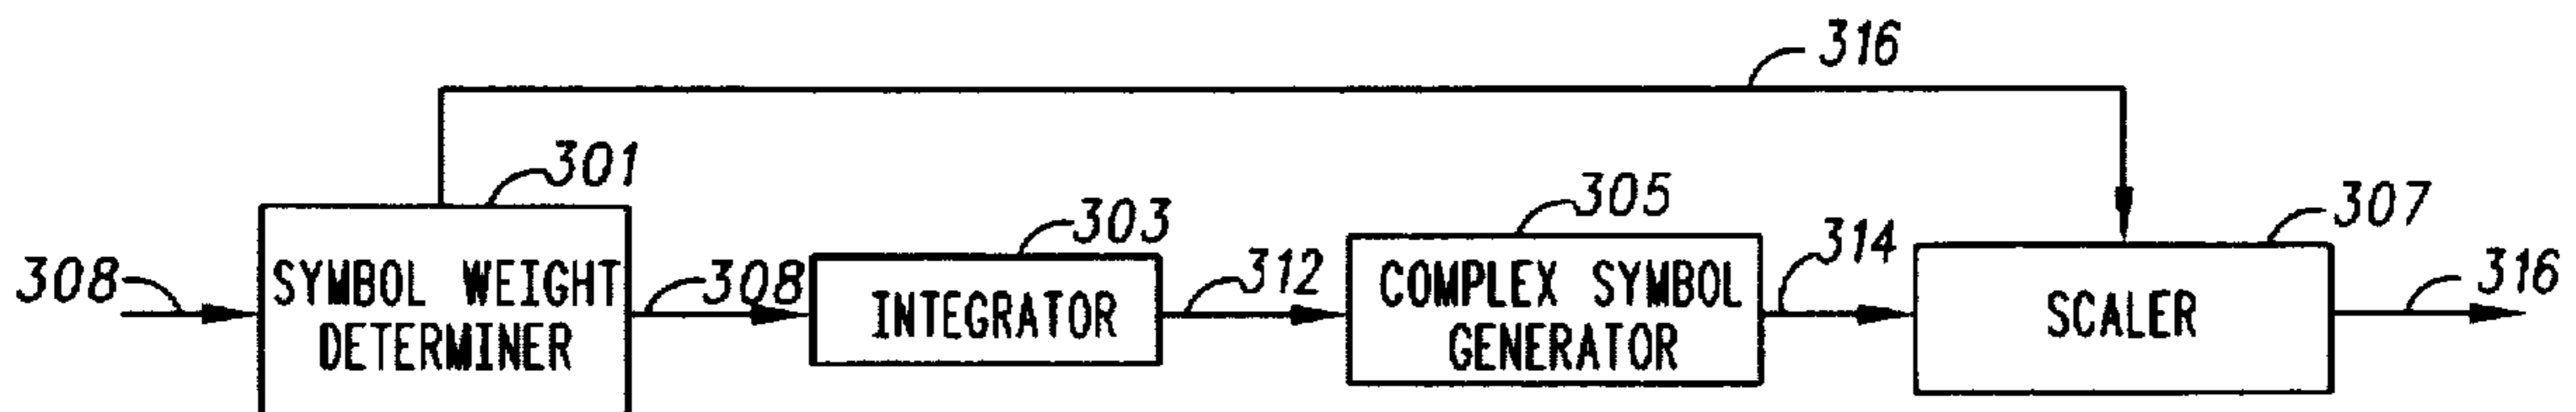 316
301
303
305
307
308
SYMBOL WEIGHT
DETERMINER
308
INTEGRATOR
312
COMPLEX SYMBOL
GENERATOR
314
SCALER
316